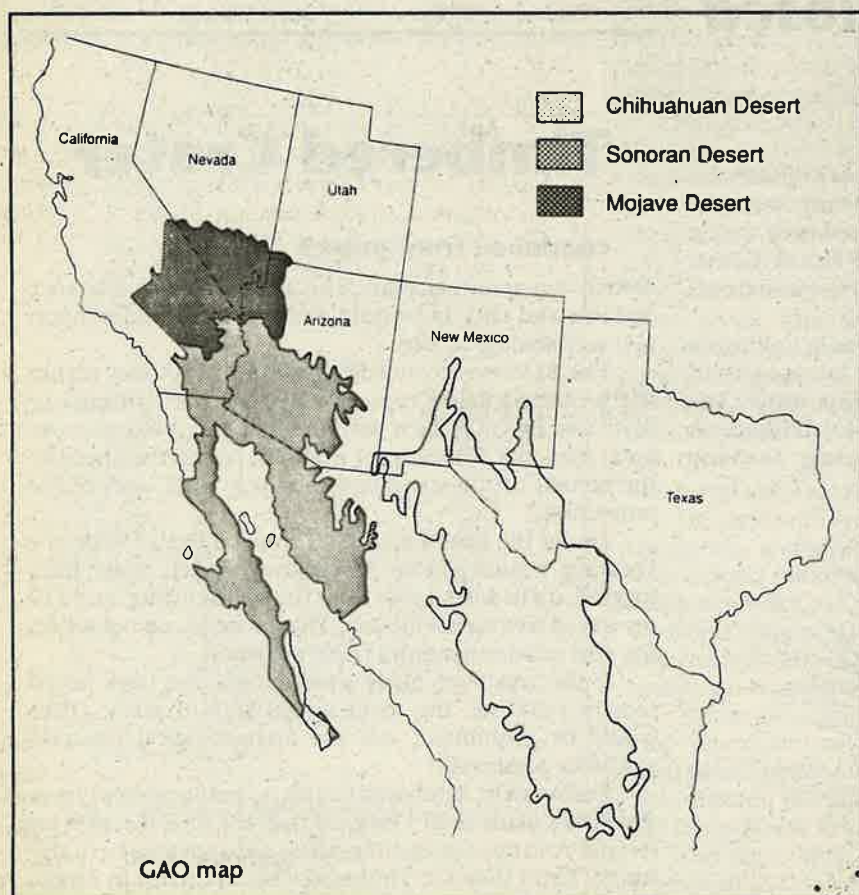 California
Nevada
Utah
Arizona
New Mexico
Texas
Chihuahuan Desert
Sonoran Desert
Mojave Desert
GAO map